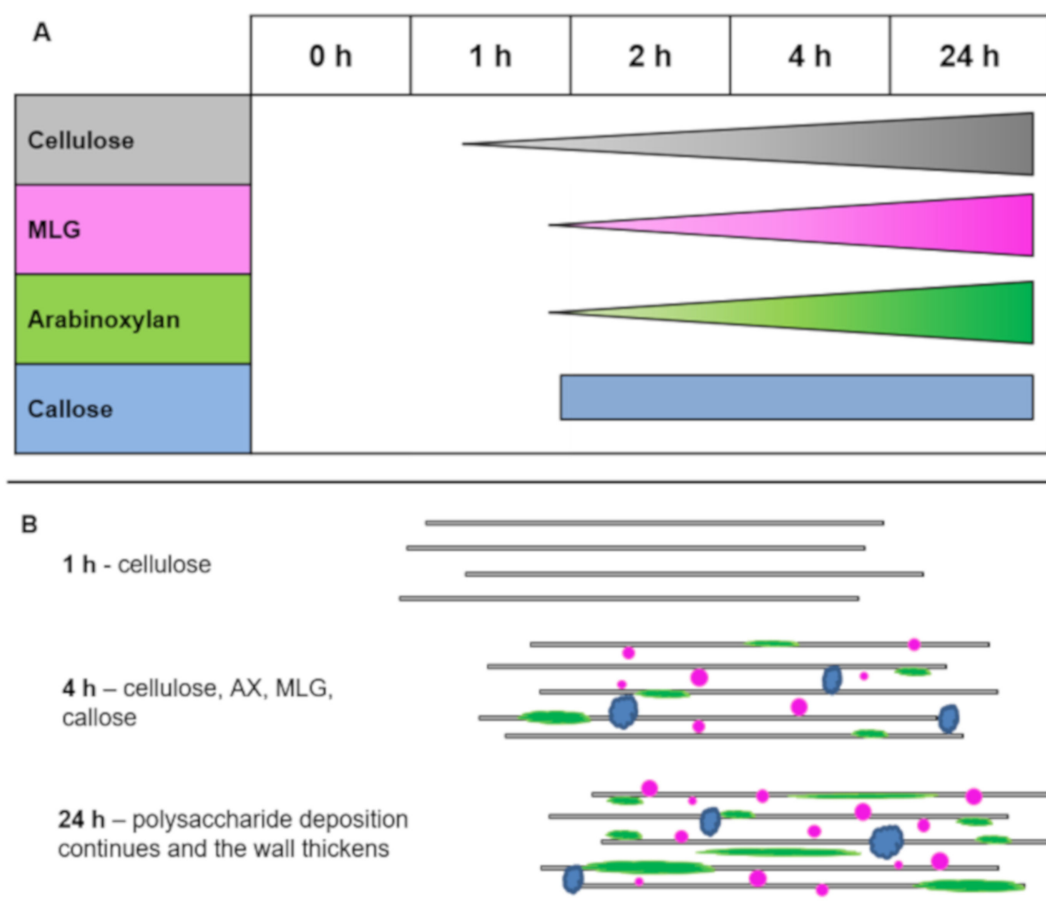 A
0 h 1 h 2 h 4 h 24 h
Cellulose
MLG
Arabinoxylan
Callose
B
1 h - cellulose
4 h – cellulose, AX, MLG,
callose
24 h – polysaccharide deposition
continues and the wall thickens